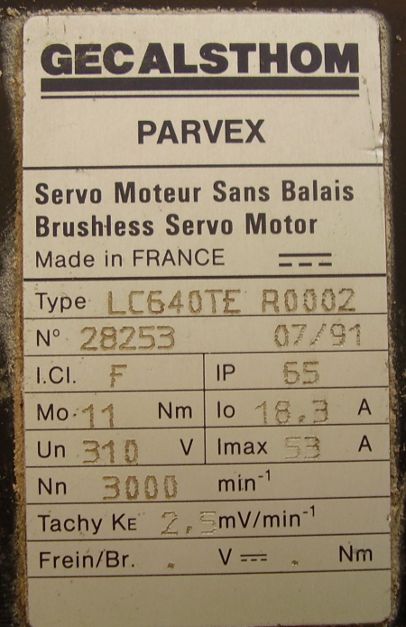 GEC ALSTHOM
PARVEX
Servo Moteur Sans Balais
Brushless Servo Motor
Made in FRANCE
Type LC640TE R0002
N° 28253 07/91
I.Cl. F IP 65
Mo 11 Nm Io 18.3 A
Un 310 V Imax 53 A
Nn 3000 min-1
Tachy KE 2.5 mV/min-1
Frein/Br. . V . Nm